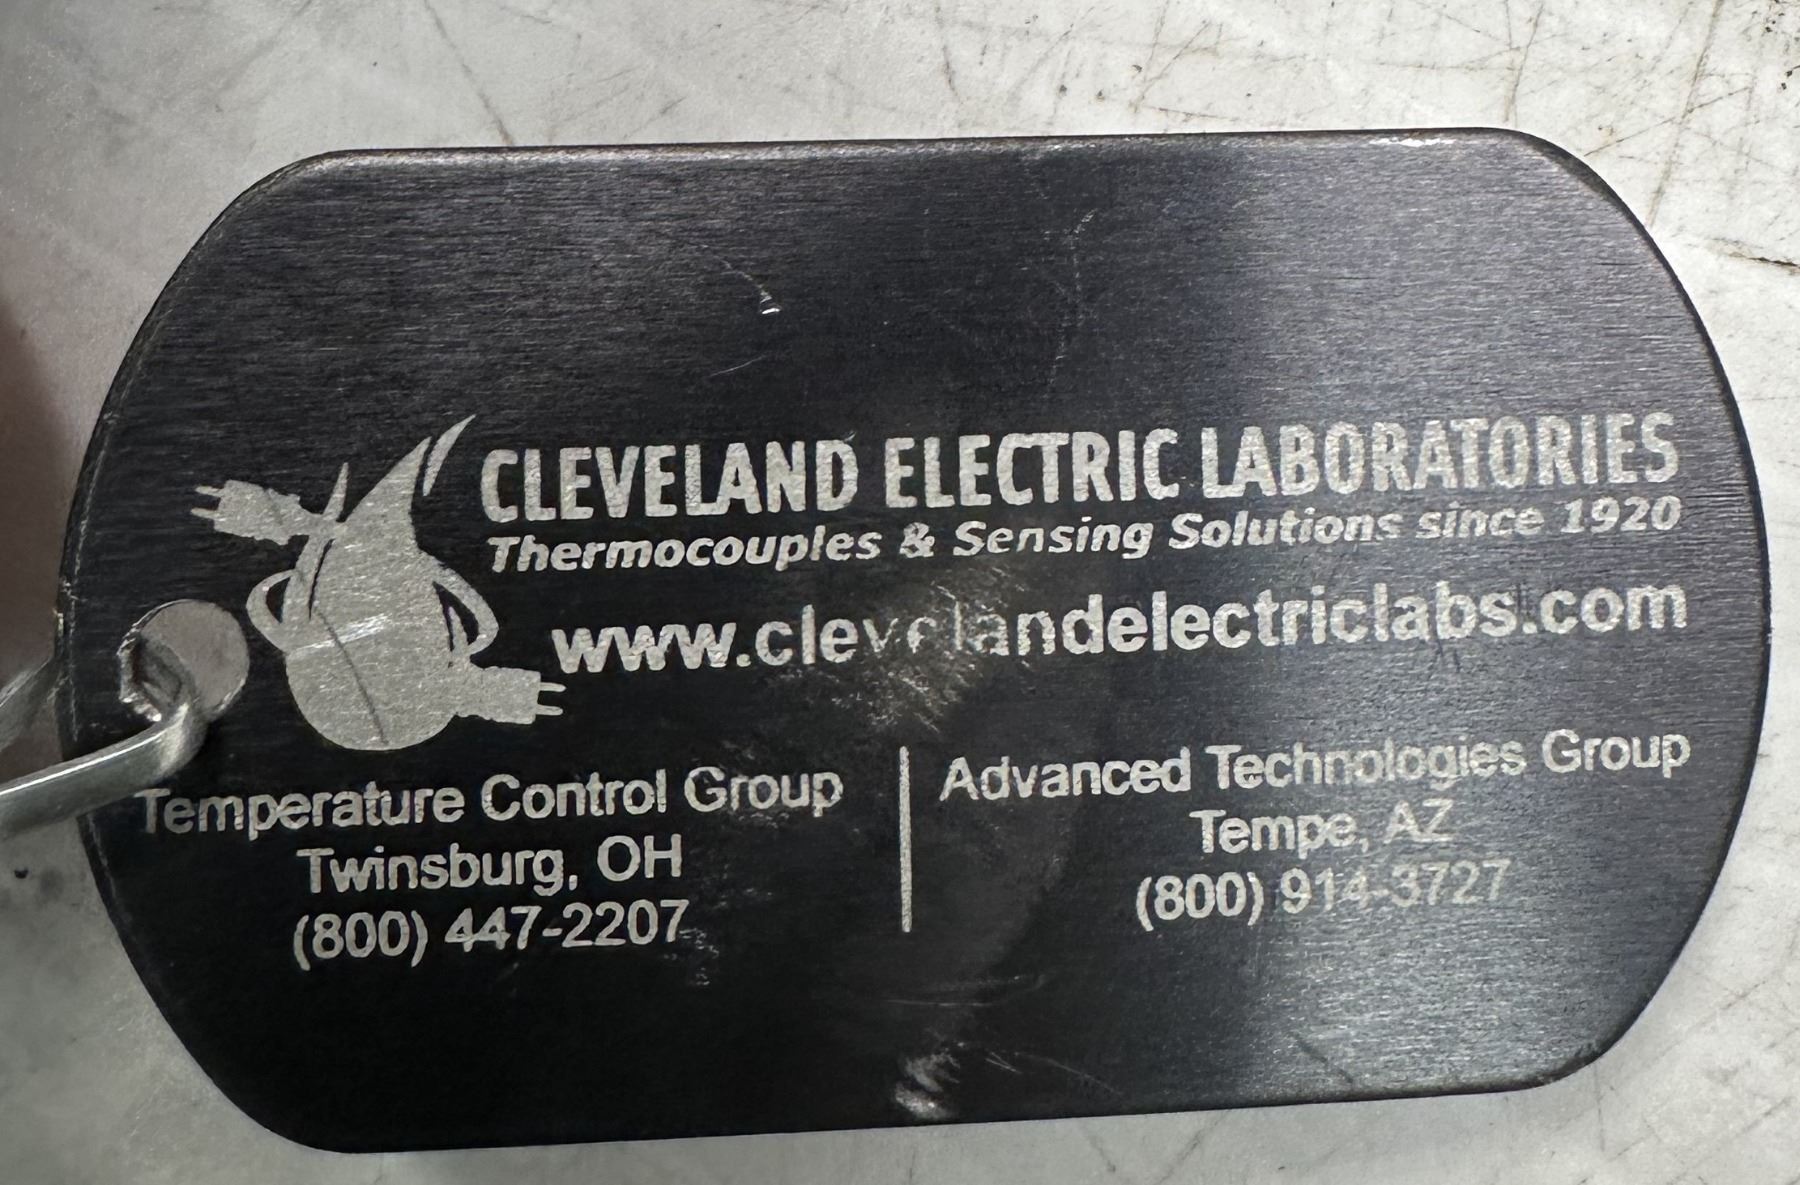 CLEVELAND ELECTRIC LABORATORIES
Thermocouples & Sensing Solutions since 1920
www.clevelandelectriclabs.com
Temperature Control Group
Twinsburg, OH
(800) 447-2207
Advanced Technologies Group
Tempe, AZ
(800) 914-3727